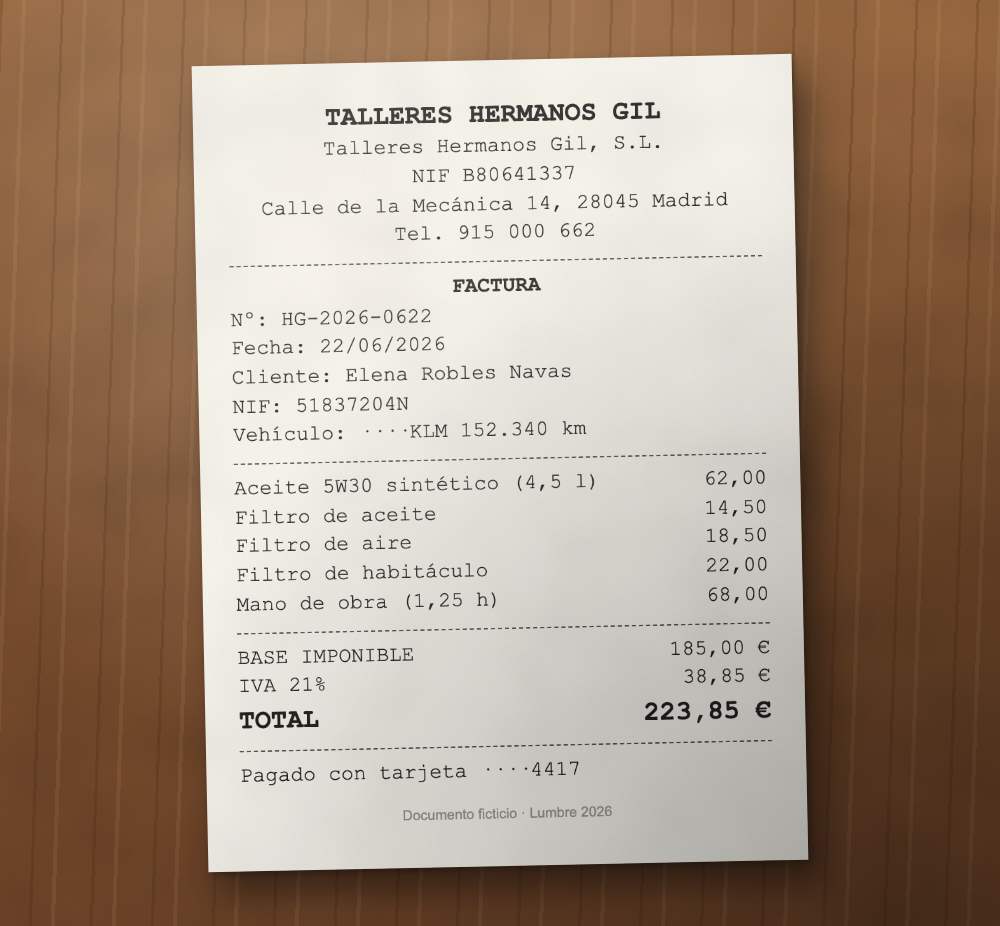 TALLERES HERMANOS GIL
Talleres Hermanos Gil, S.L.
NIF B80641337
Calle de la Mecánica 14, 28045 Madrid
Tel. 915 000 662
FACTURA
Nº: HG-2026-0622
Fecha: 22/06/2026
Cliente: Elena Robles Navas
NIF: 51837204N
Vehículo: ····KLM 152.340 km
Aceite 5W30 sintético (4,5 l) 62,00
Filtro de aceite 14,50
Filtro de aire 18,50
Filtro de habitáculo 22,00
Mano de obra (1,25 h) 68,00
BASE IMPONIBLE 185,00 €
IVA 21% 38,85 €
TOTAL 223,85 €
Pagado con tarjeta ····4417
Documento ficticio · Lumbre 2026